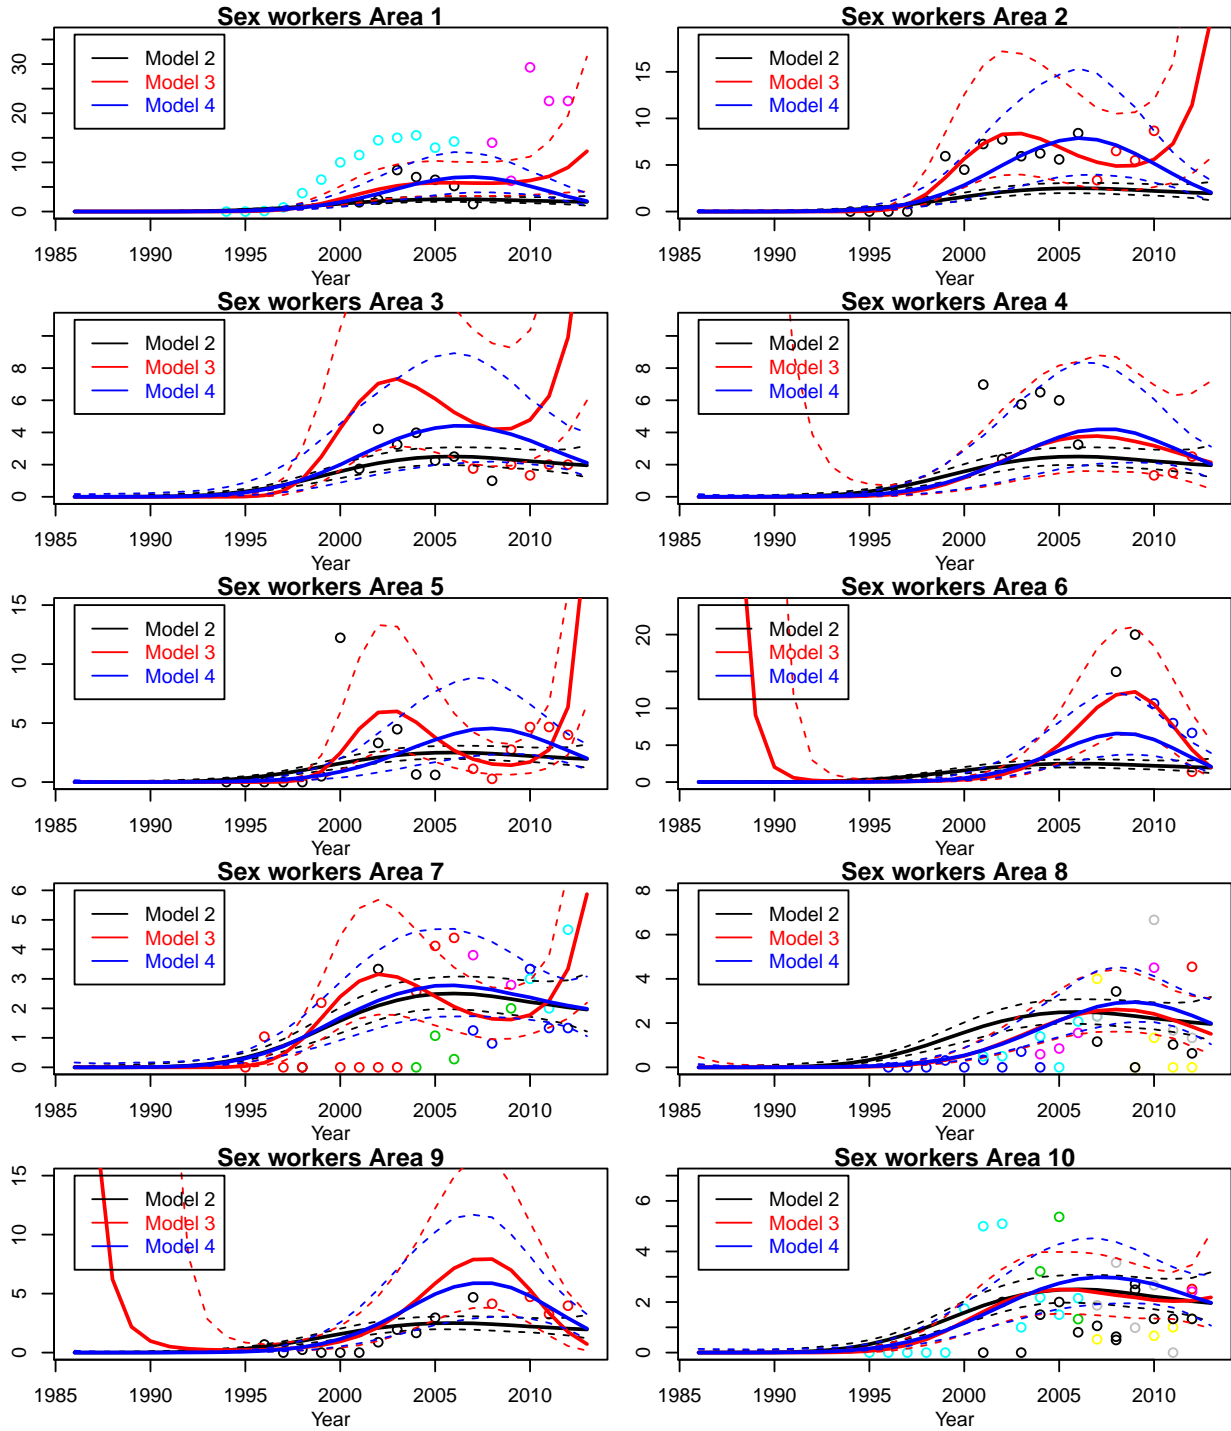 Sex workers Area 1
Model 2
Model 3
Model 4
0 10 20 30
1985 1990 1995 2000 2005 2010
Year
Sex workers Area 2
Model 2
Model 3
Model 4
0 5 10 15
1985 1990 1995 2000 2005 2010
Year
Sex workers Area 3
Model 2
Model 3
Model 4
0 2 4 6 8
1985 1990 1995 2000 2005 2010
Year
Sex workers Area 4
Model 2
Model 3
Model 4
0 2 4 6 8
1985 1990 1995 2000 2005 2010
Year
Sex workers Area 5
Model 2
Model 3
Model 4
0 5 10 15
1985 1990 1995 2000 2005 2010
Year
Sex workers Area 6
Model 2
Model 3
Model 4
0 5 10 20
1985 1990 1995 2000 2005 2010
Year
Sex workers Area 7
Model 2
Model 3
Model 4
0 1 2 3 4 5 6
1985 1990 1995 2000 2005 2010
Year
Sex workers Area 8
Model 2
Model 3
Model 4
0 2 4 6 8
1985 1990 1995 2000 2005 2010
Year
Sex workers Area 9
Model 2
Model 3
Model 4
0 5 10 15
1985 1990 1995 2000 2005 2010
Year
Sex workers Area 10
Model 2
Model 3
Model 4
0 2 4 6
1985 1990 1995 2000 2005 2010
Year